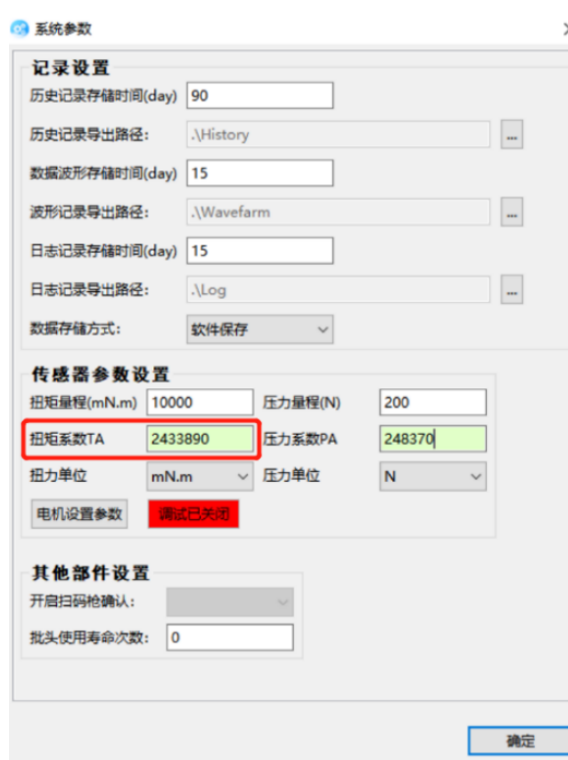 系统参数
记录设置
历史记录存储时间(day) 90
历史记录导出路径: .\History ...
数据波形存储时间(day) 15
波形记录导出路径: .\Wavefarm ...
日志记录存储时间(day) 15
日志记录导出路径: .\Log ...
数据存储方式: 软件保存
传感器参数设置
扭矩量程(mN.m) 10000 压力量程(N) 200
扭矩系数TA 2433890 压力系数PA 248370
扭力单位 mN.m 压力单位 N
电机设置参数 调试已关闭
其他部件设置
开启扫码枪确认:
批头使用寿命次数: 0
确定